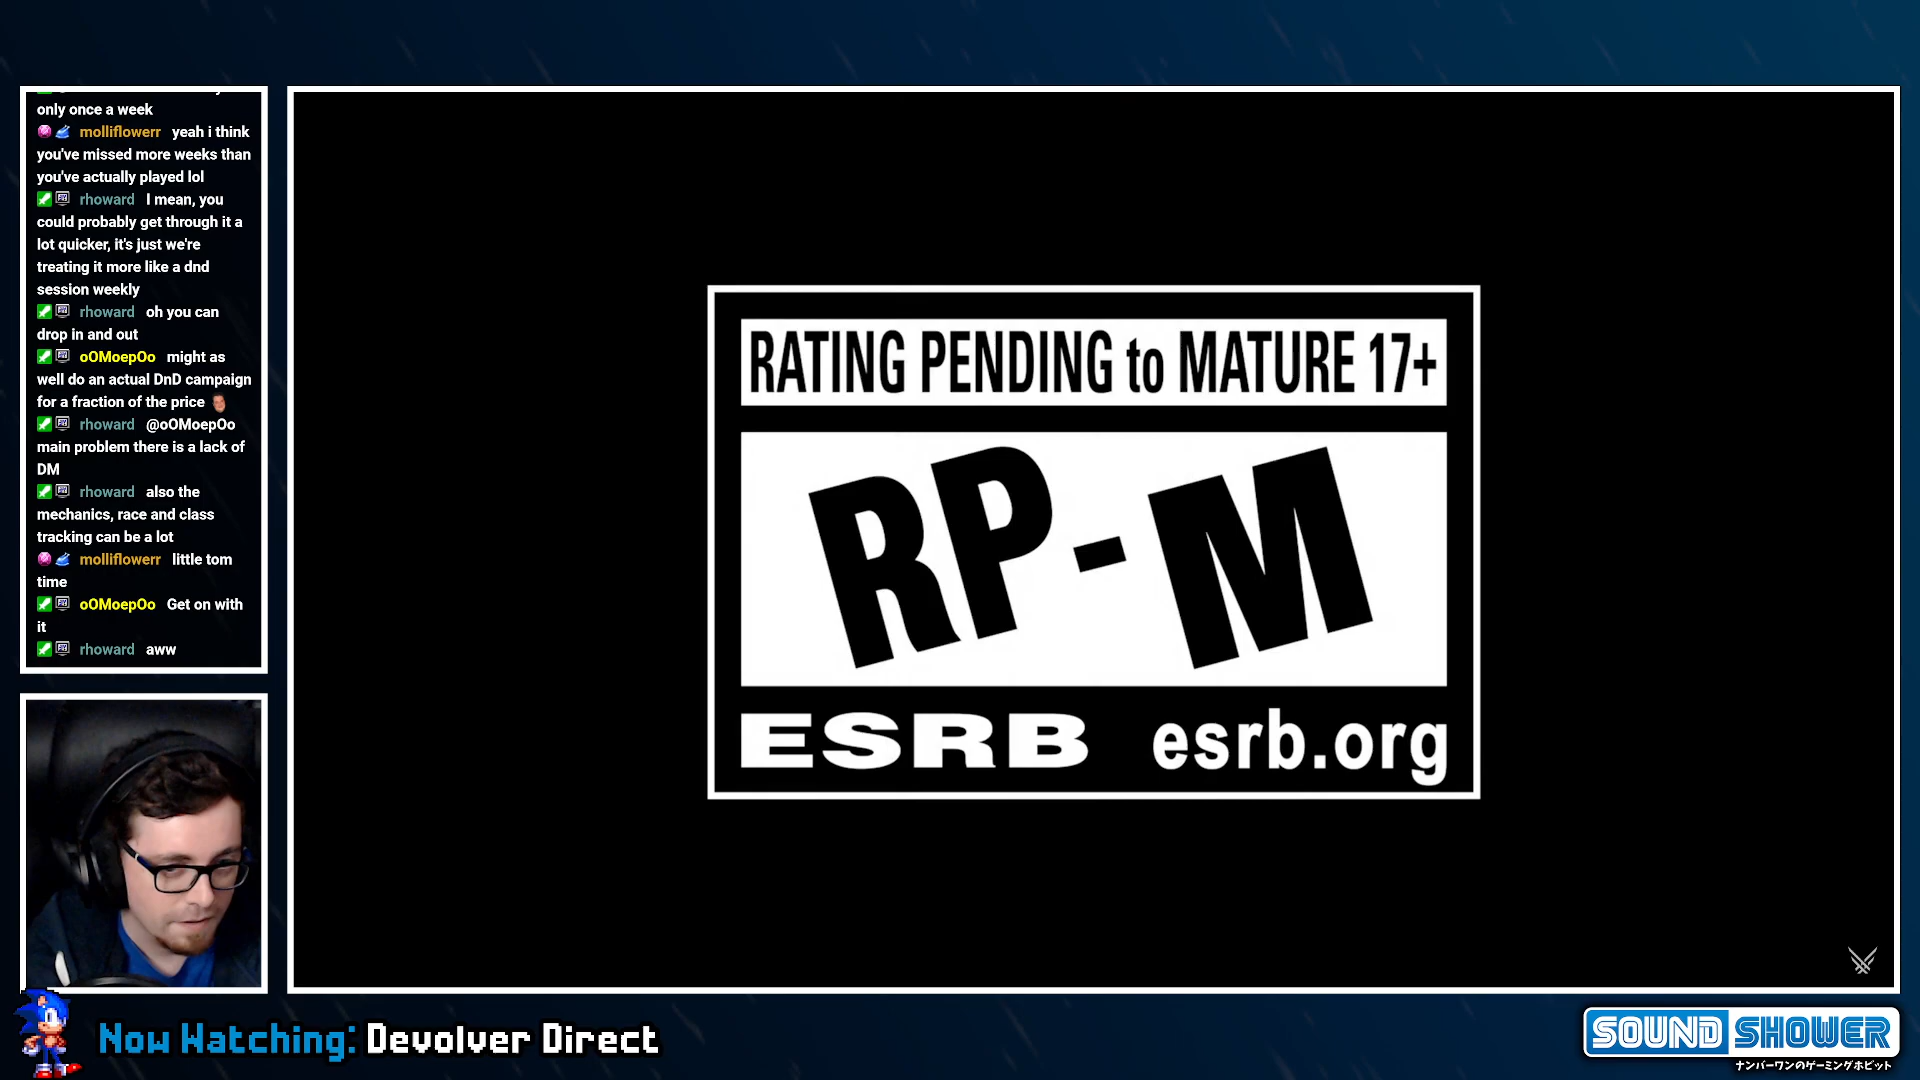 only once a week
molliflowerr yeah i think
you've missed more weeks than
you've actually played lol
rhoward I mean, you
could probably get through it a
lot quicker, it's just we're
treating it more like a dnd
session weekly
rhoward oh you can
drop in and out
oOMoepOo might as
well do an actual DnD campaign
for a fraction of the price
rhoward @oOMoepOo
main problem there is a lack of
DM
rhoward also the
mechanics, race and class
tracking can be a lot
molliflowerr little tom
time
oOMoepOo Get on with
it
rhoward aww
RATING PENDING to MATURE 17+
RP-M
ESRB esrb.org
Now Watching: Devolver Direct
SOUND SHOWER
ナンバーワンのゲーミングホビット